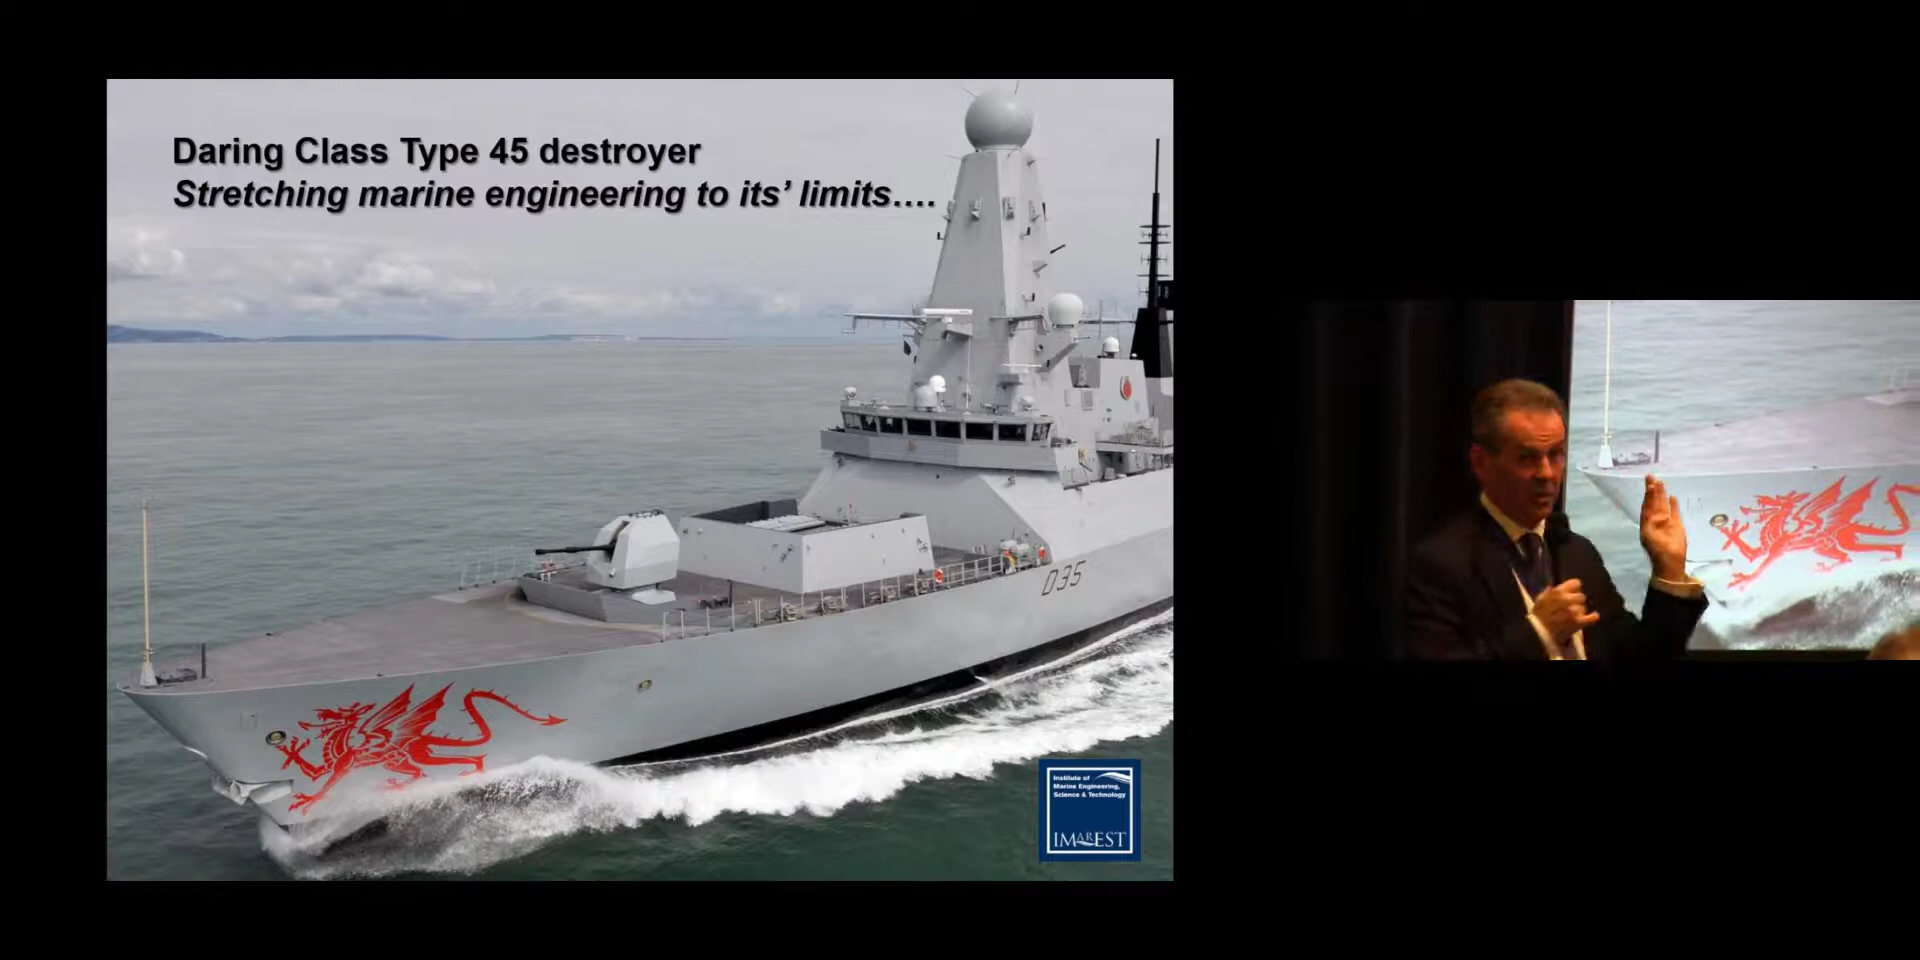 Daring Class Type 45 destroyer
Stretching marine engineering to its' limits....
D35
Institute of
Marine Engineering,
Science & Technology
IMarEST